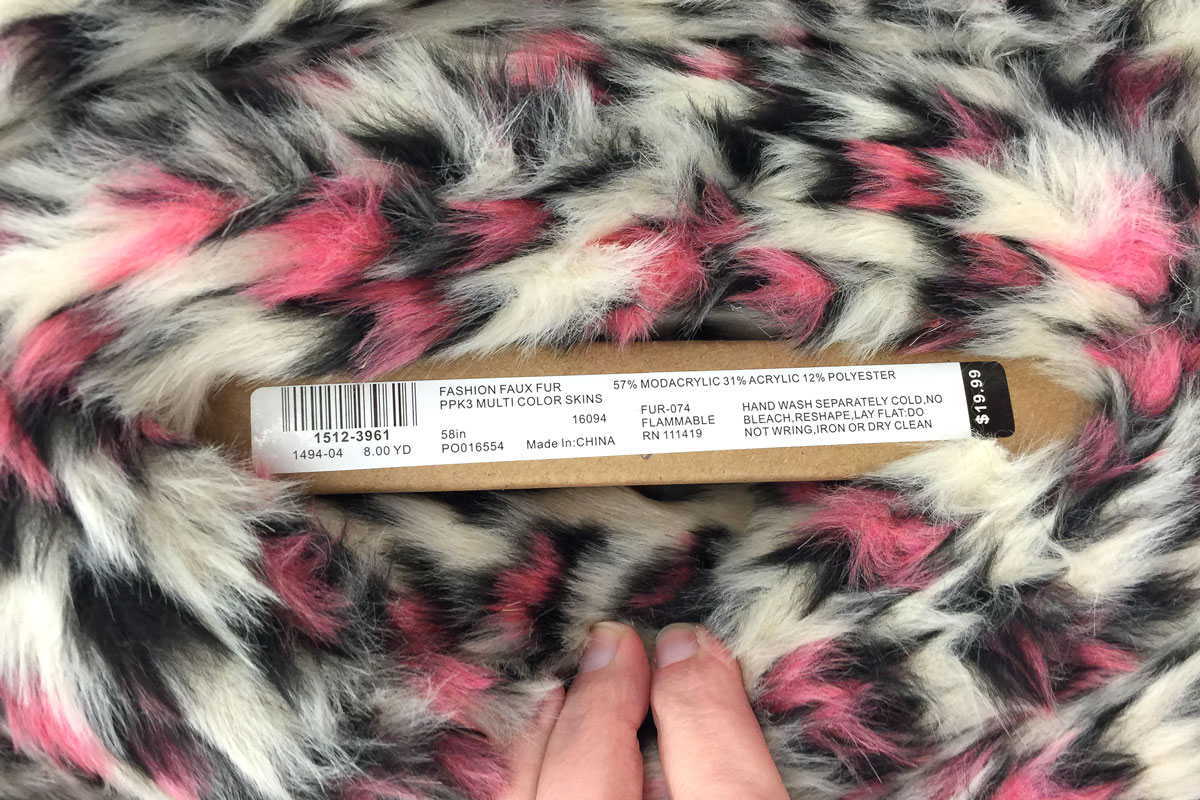 1512-3961
1494-04 8.00 YD
FASHION FAUX FUR
PPK3 MULTI COLOR SKINS
16094
58in
PO016554 Made In:CHINA
57% MODACRYLIC 31% ACRYLIC 12% POLYESTER
FUR-074
FLAMMABLE
RN 111419
HAND WASH SEPARATELY COLD,NO
BLEACH,RESHAPE,LAY FLAT:DO
NOT WRING,IRON OR DRY CLEAN
$19.99